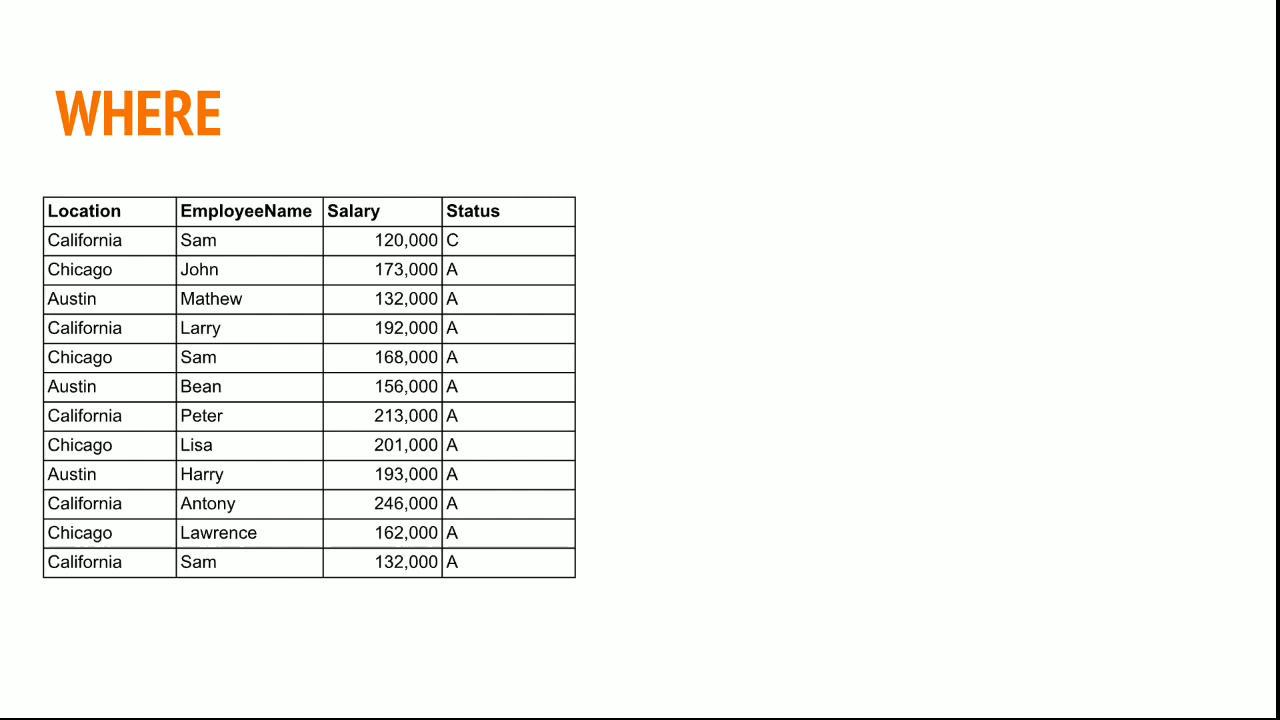 WHERE
Location EmployeeName Salary Status
California Sam 120,000 C
Chicago John 173,000 A
Austin Mathew 132,000 A
California Larry 192,000 A
Chicago Sam 168,000 A
Austin Bean 156,000 A
California Peter 213,000 A
Chicago Lisa 201,000 A
Austin Harry 193,000 A
California Antony 246,000 A
Chicago Lawrence 162,000 A
California Sam 132,000 A